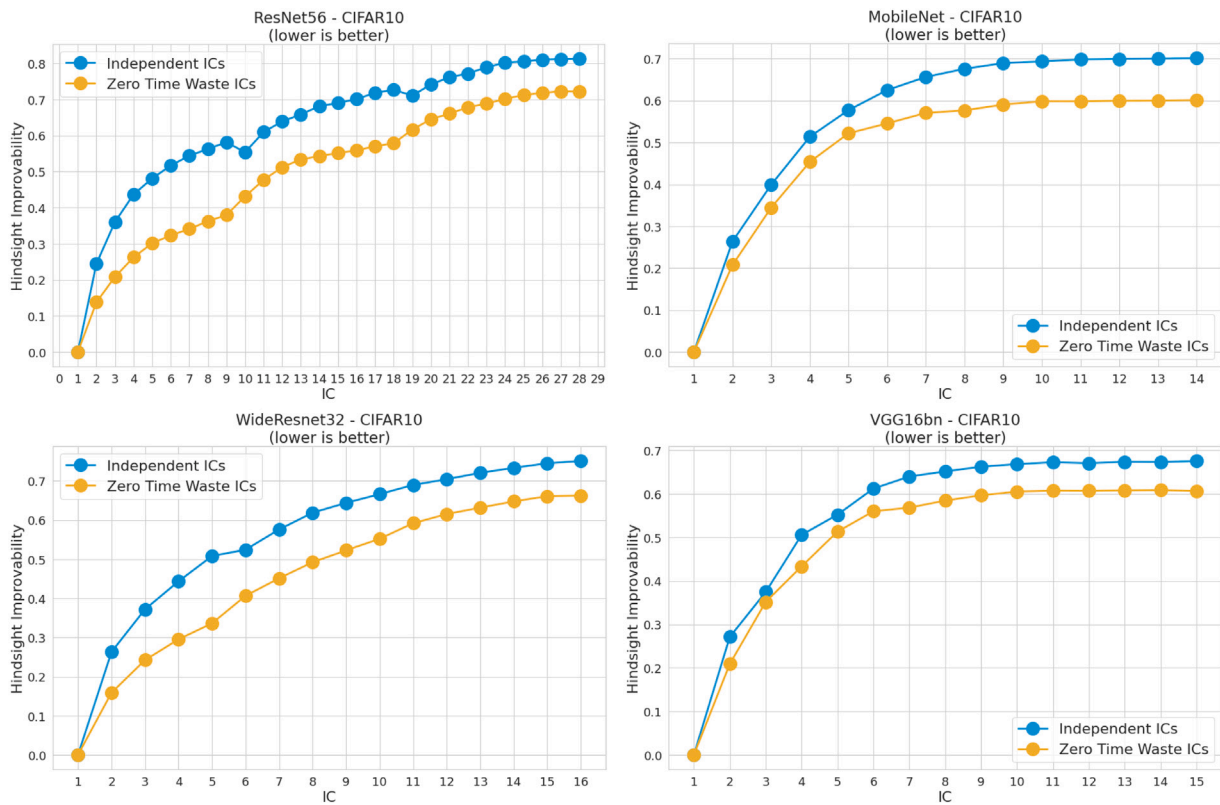 ResNet56 - CIFAR10
(lower is better)
Independent ICs
Zero Time Waste ICs
Hindsight Improvability
0.8
0.7
0.6
0.5
0.4
0.3
0.2
0.1
0.0
0 1 2 3 4 5 6 7 8 9 10 11 12 13 14 15 16 17 18 19 20 21 22 23 24 25 26 27 28 29
IC
MobileNet - CIFAR10
(lower is better)
Hindsight Improvability
0.7
0.6
0.5
0.4
0.3
0.2
0.1
0.0
Independent ICs
Zero Time Waste ICs
1 2 3 4 5 6 7 8 9 10 11 12 13 14
IC
WideResnet32 - CIFAR10
(lower is better)
Independent ICs
Zero Time Waste ICs
Hindsight Improvability
0.7
0.6
0.5
0.4
0.3
0.2
0.1
0.0
1 2 3 4 5 6 7 8 9 10 11 12 13 14 15 16
IC
VGG16bn - CIFAR10
(lower is better)
Hindsight Improvability
0.7
0.6
0.5
0.4
0.3
0.2
0.1
0.0
Independent ICs
Zero Time Waste ICs
1 2 3 4 5 6 7 8 9 10 11 12 13 14 15
IC